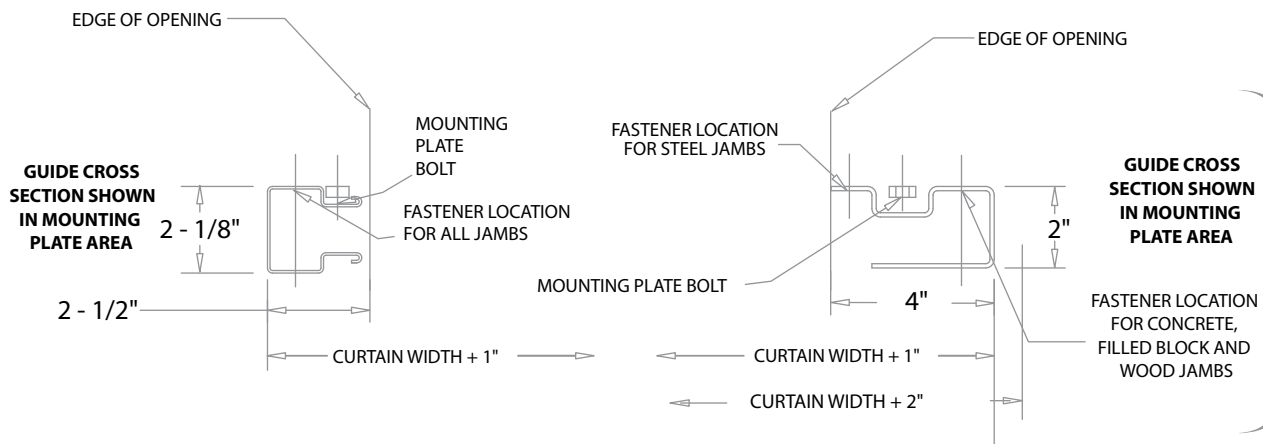 EDGE OF OPENING
MOUNTING
PLATE
BOLT
GUIDE CROSS
SECTION SHOWN
IN MOUNTING
PLATE AREA
2 - 1/8"
FASTENER LOCATION
FOR ALL JAMBS
2 - 1/2"
CURTAIN WIDTH + 1"
EDGE OF OPENING
FASTENER LOCATION
FOR STEEL JAMBS
GUIDE CROSS
SECTION SHOWN
IN MOUNTING
PLATE AREA
2"
MOUNTING PLATE BOLT
4"
FASTENER LOCATION
FOR CONCRETE,
FILLED BLOCK AND
WOOD JAMBS
CURTAIN WIDTH + 1"
CURTAIN WIDTH + 2"